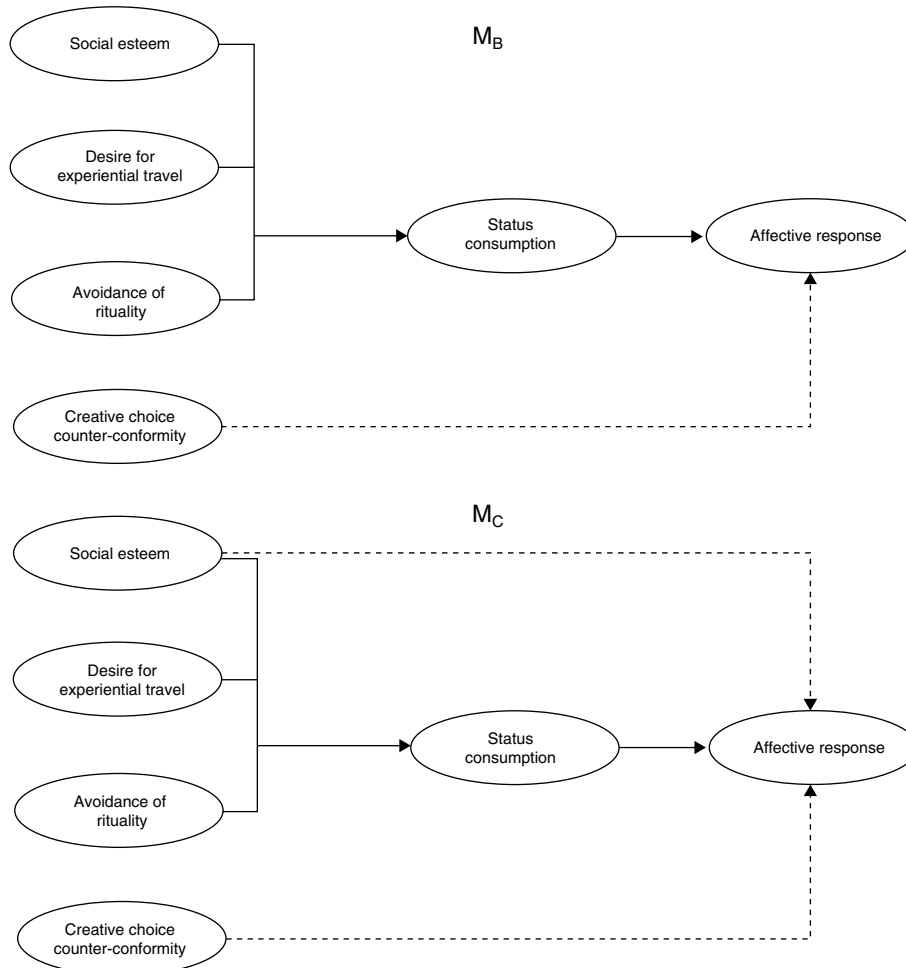 Social esteem
M_B
Desire for
experiential travel
Status
consumption
Affective response
Avoidance of
rituality
Creative choice
counter-conformity
M_C
Social esteem
Desire for
experiential travel
Status
consumption
Affective response
Avoidance of
rituality
Creative choice
counter-conformity